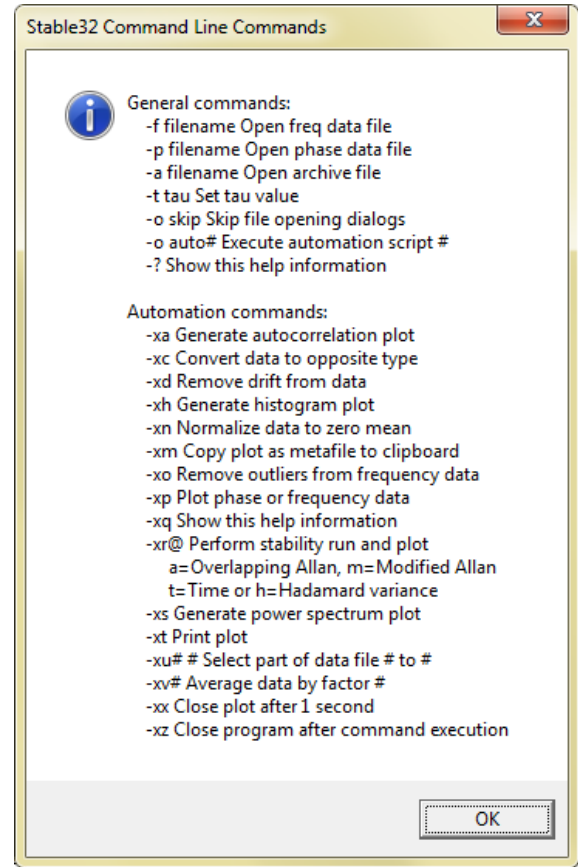 Stable32 Command Line Commands
General commands:
-f filename Open freq data file
-p filename Open phase data file
-a filename Open archive file
-t tau Set tau value
-o skip Skip file opening dialogs
-o auto# Execute automation script #
-? Show this help information
Automation commands:
-xa Generate autocorrelation plot
-xc Convert data to opposite type
-xd Remove drift from data
-xh Generate histogram plot
-xn Normalize data to zero mean
-xm Copy plot as metafile to clipboard
-xo Remove outliers from frequency data
-xp Plot phase or frequency data
-xq Show this help information
-xr@ Perform stability run and plot
a=Overlapping Allan, m=Modified Allan
t=Time or h=Hadamard variance
-xs Generate power spectrum plot
-xt Print plot
-xu# # Select part of data file # to #
-xv# Average data by factor #
-xx Close plot after 1 second
-xz Close program after command execution
OK